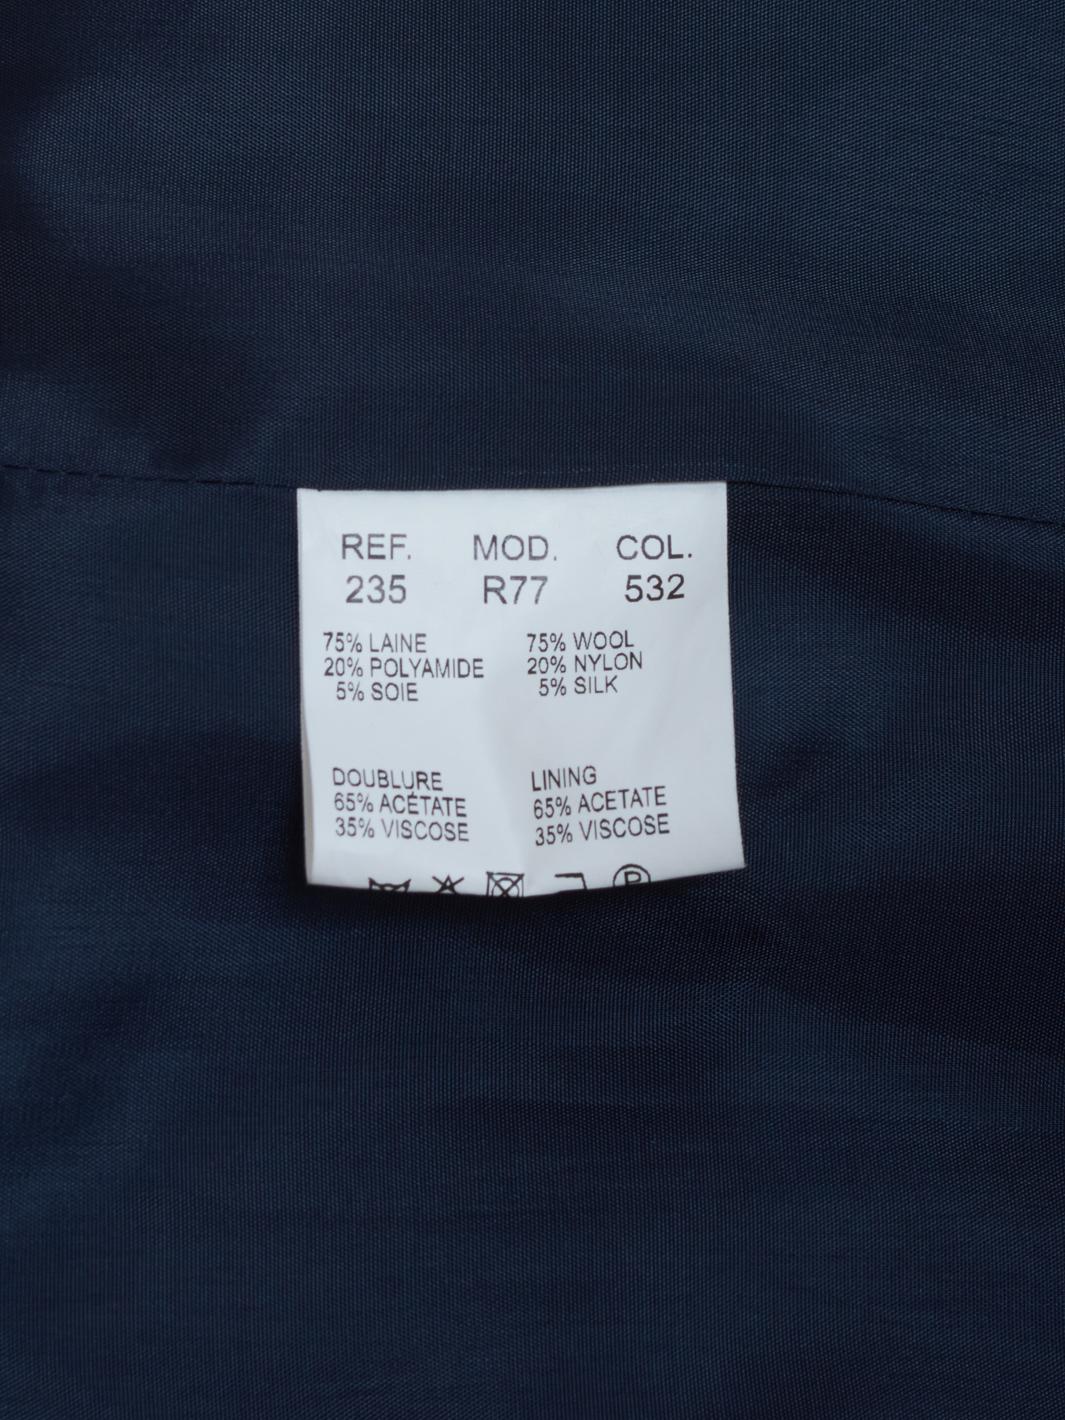 REF. MOD. COL.
235 R77 532
75% LAINE
20% POLYAMIDE
5% SOIE
75% WOOL
20% NYLON
5% SILK
DOUBLURE
65% ACÉTATE
35% VISCOSE
LINING
65% ACETATE
35% VISCOSE
P